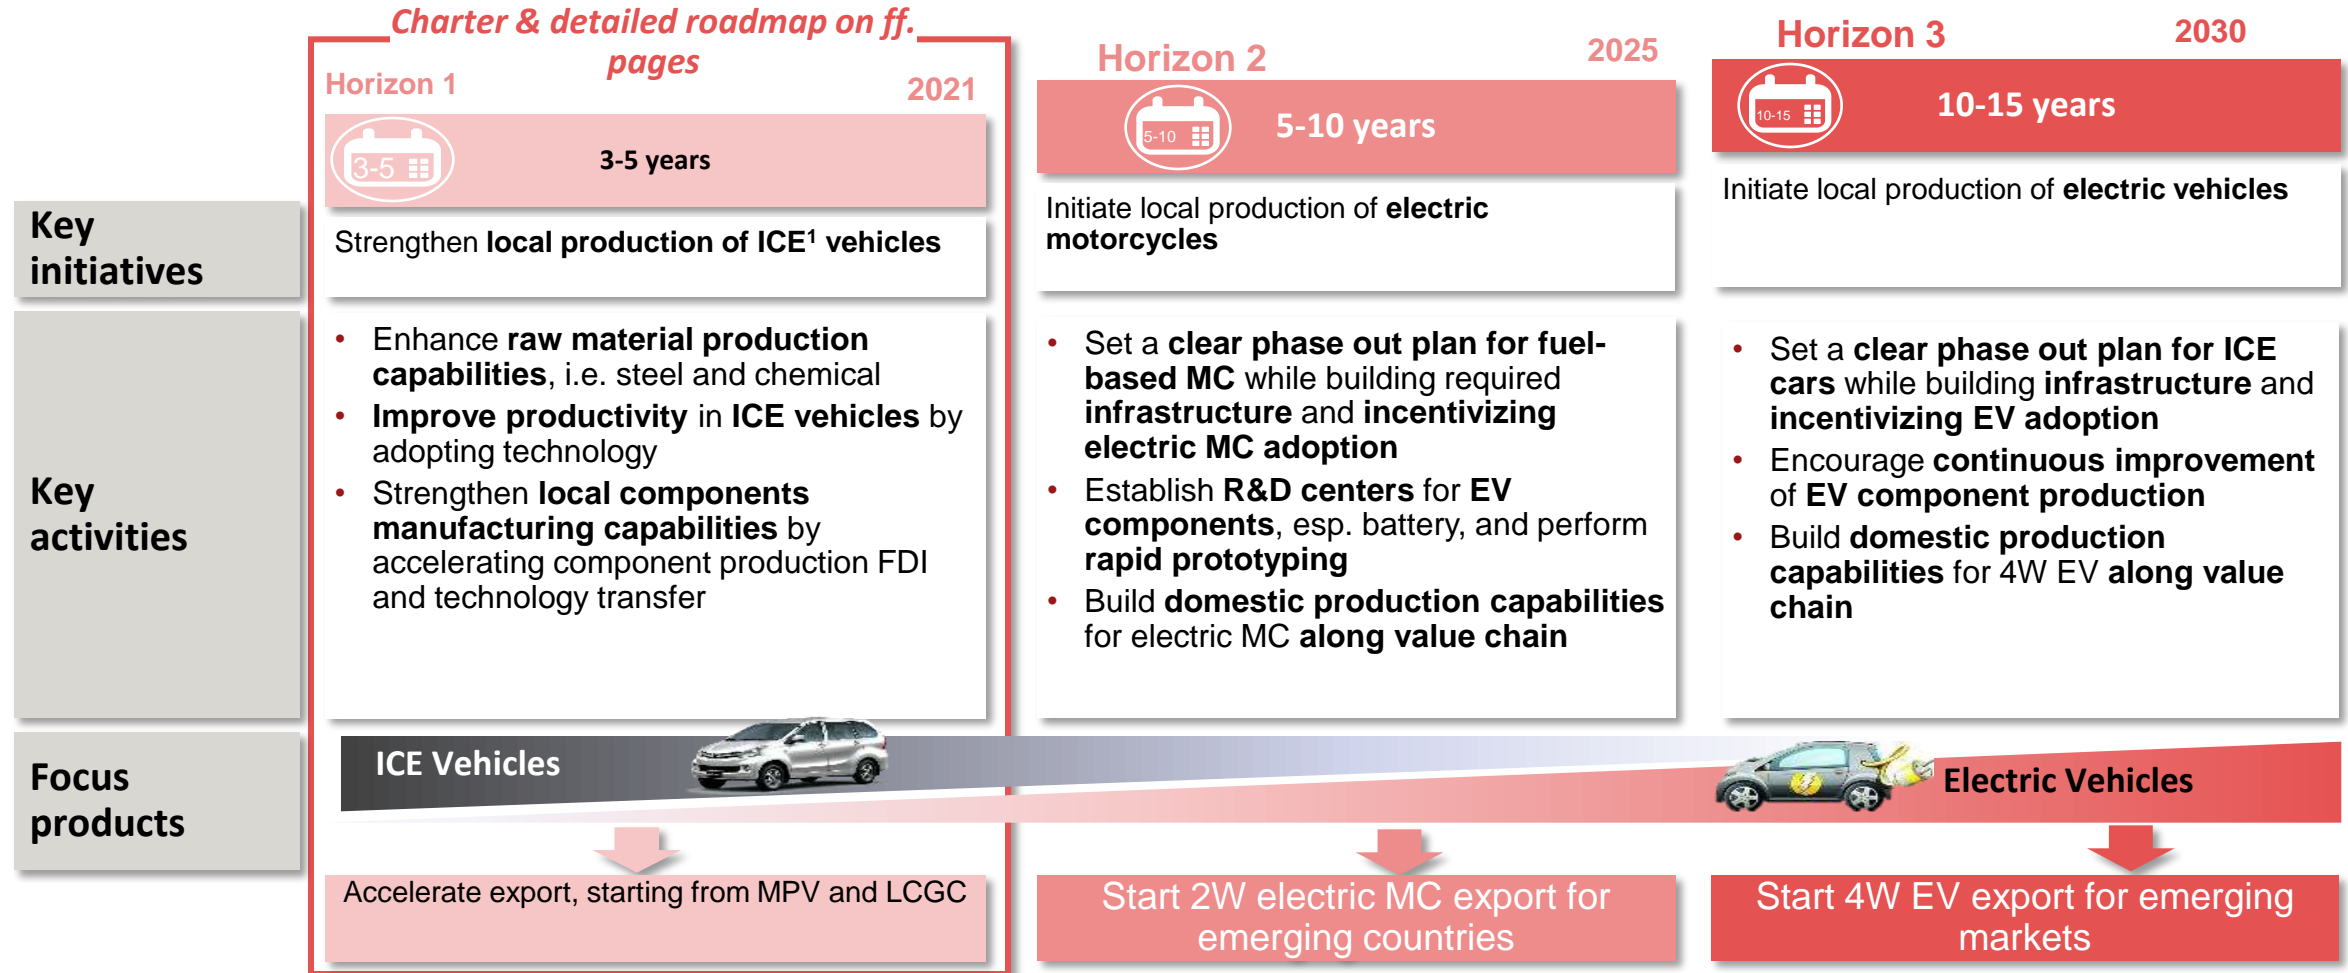 Charter & detailed roadmap on ff.
pages
Horizon 1
2021
3-5
3-5 years
Horizon 2
2025
5-10
5-10 years
Horizon 3
2030
10-15
10-15 years
Key
initiatives
Strengthen local production of ICE¹ vehicles
Initiate local production of electric
motorcycles
Initiate local production of electric vehicles
Key
activities
• Enhance raw material production
capabilities, i.e. steel and chemical
• Improve productivity in ICE vehicles by
adopting technology
• Strengthen local components
manufacturing capabilities by
accelerating component production FDI
and technology transfer
• Set a clear phase out plan for fuel-
based MC while building required
infrastructure and incentivizing
electric MC adoption
• Establish R&D centers for EV
components, esp. battery, and perform
rapid prototyping
• Build domestic production capabilities
for electric MC along value chain
• Set a clear phase out plan for ICE
cars while building infrastructure and
incentivizing EV adoption
• Encourage continuous improvement
of EV component production
• Build domestic production
capabilities for 4W EV along value
chain
Focus
products
ICE Vehicles
Electric Vehicles
Accelerate export, starting from MPV and LCGC
Start 2W electric MC export for
emerging countries
Start 4W EV export for emerging
markets